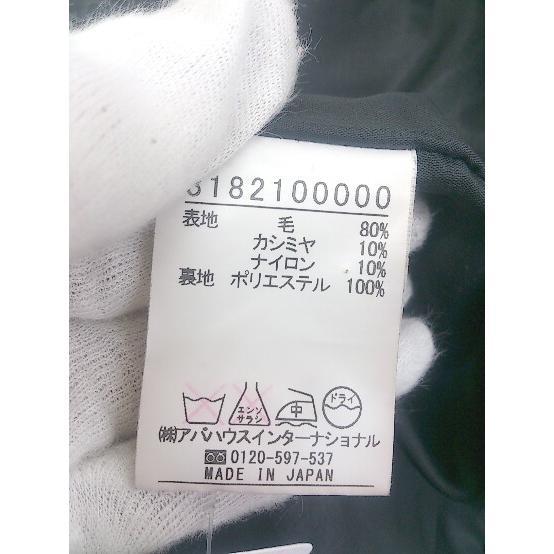 3182100000
表地 毛 80%
カシミヤ 10%
ナイロン 10%
裏地 ポリエステル 100%
エンソサラシ 中 ドライ
㈱アバハウスインターナショナル
0120-597-537
MADE IN JAPAN